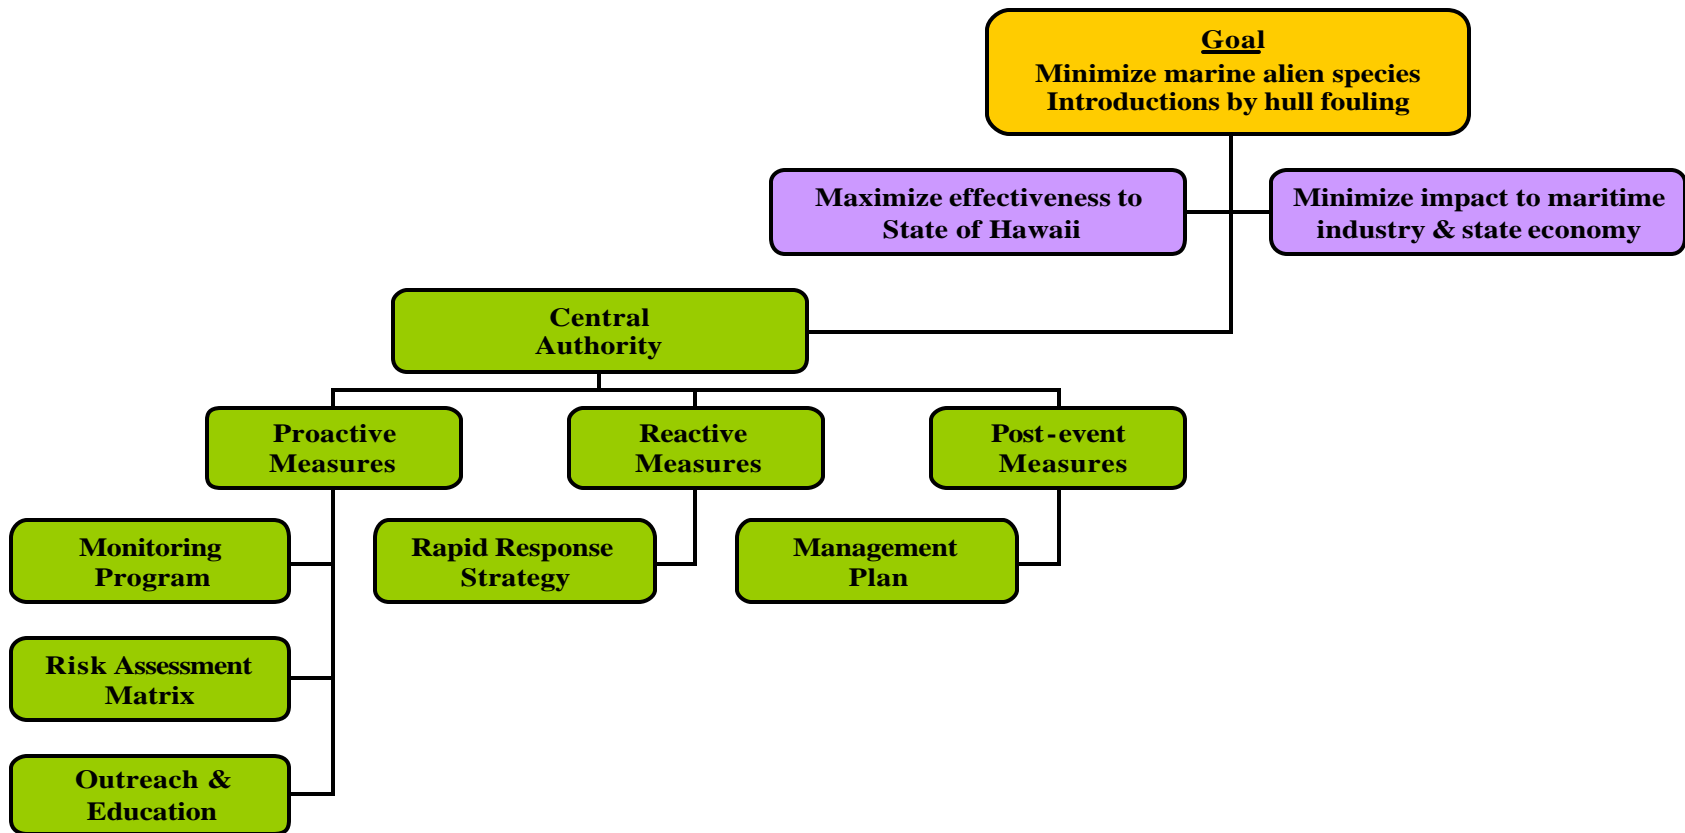 Goal
Minimize marine alien species
Introductions by hull fouling
Maximize effectiveness to
State of Hawaii
Minimize impact to maritime
industry & state economy
Central
Authority
Proactive
Measures
Reactive
Measures
Post-event
Measures
Monitoring
Program
Rapid Response
Strategy
Management
Plan
Risk Assessment
Matrix
Outreach &
Education